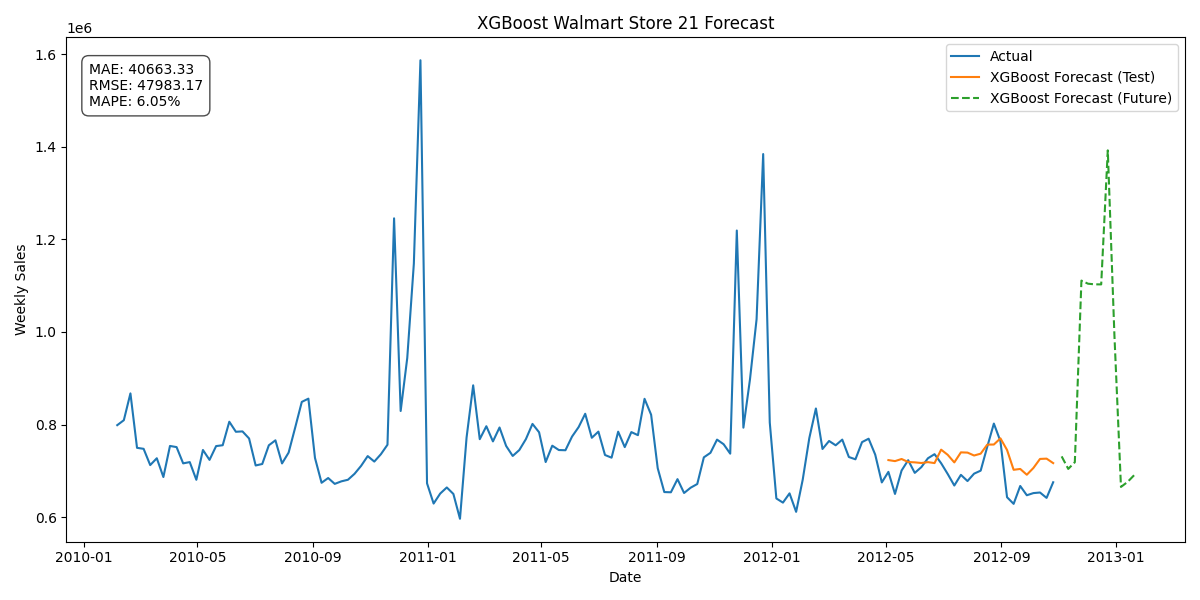 XGBoost Walmart Store 21 Forecast
1e6
MAE: 40663.33
RMSE: 47983.17
MAPE: 6.05%
Actual
XGBoost Forecast (Test)
XGBoost Forecast (Future)
Weekly Sales
1.6
1.4
1.2
1.0
0.8
0.6
2010-01 2010-05 2010-09 2011-01 2011-05 2011-09 2012-01 2012-05 2012-09 2013-01
Date